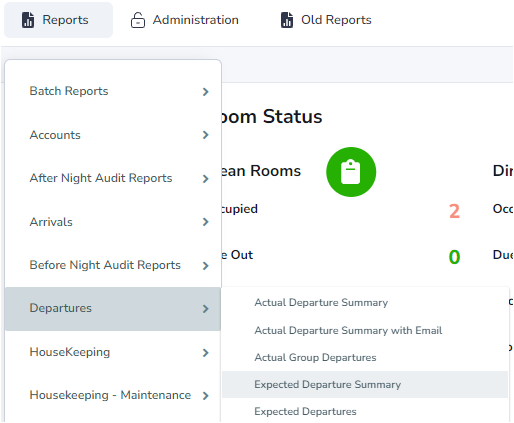 Reports
Administration
Old Reports
Batch Reports
Accounts
After Night Audit Reports
Arrivals
Before Night Audit Reports
Departures
HouseKeeping
Housekeeping - Maintenance
oom Status
ean Rooms
cupied
2
e Out
0
Dir
Occ
Due
Actual Departure Summary
Actual Departure Summary with Email
Actual Group Departures
Expected Departure Summary
Expected Departures